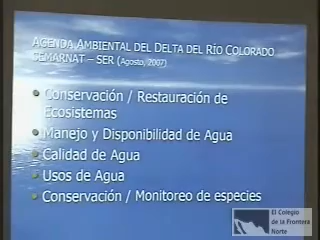 AGENDA AMBIENTAL DEL DELTA DEL RÍO COLORADO
SEMARNAT – SER (Agosto, 2007)
• Conservación / Restauración de
Ecosistemas
• Manejo y Disponibilidad de Agua
• Calidad de Agua
• Usos de Agua
• Conservación / Monitoreo de especies
El Colegio
de la Frontera
Norte